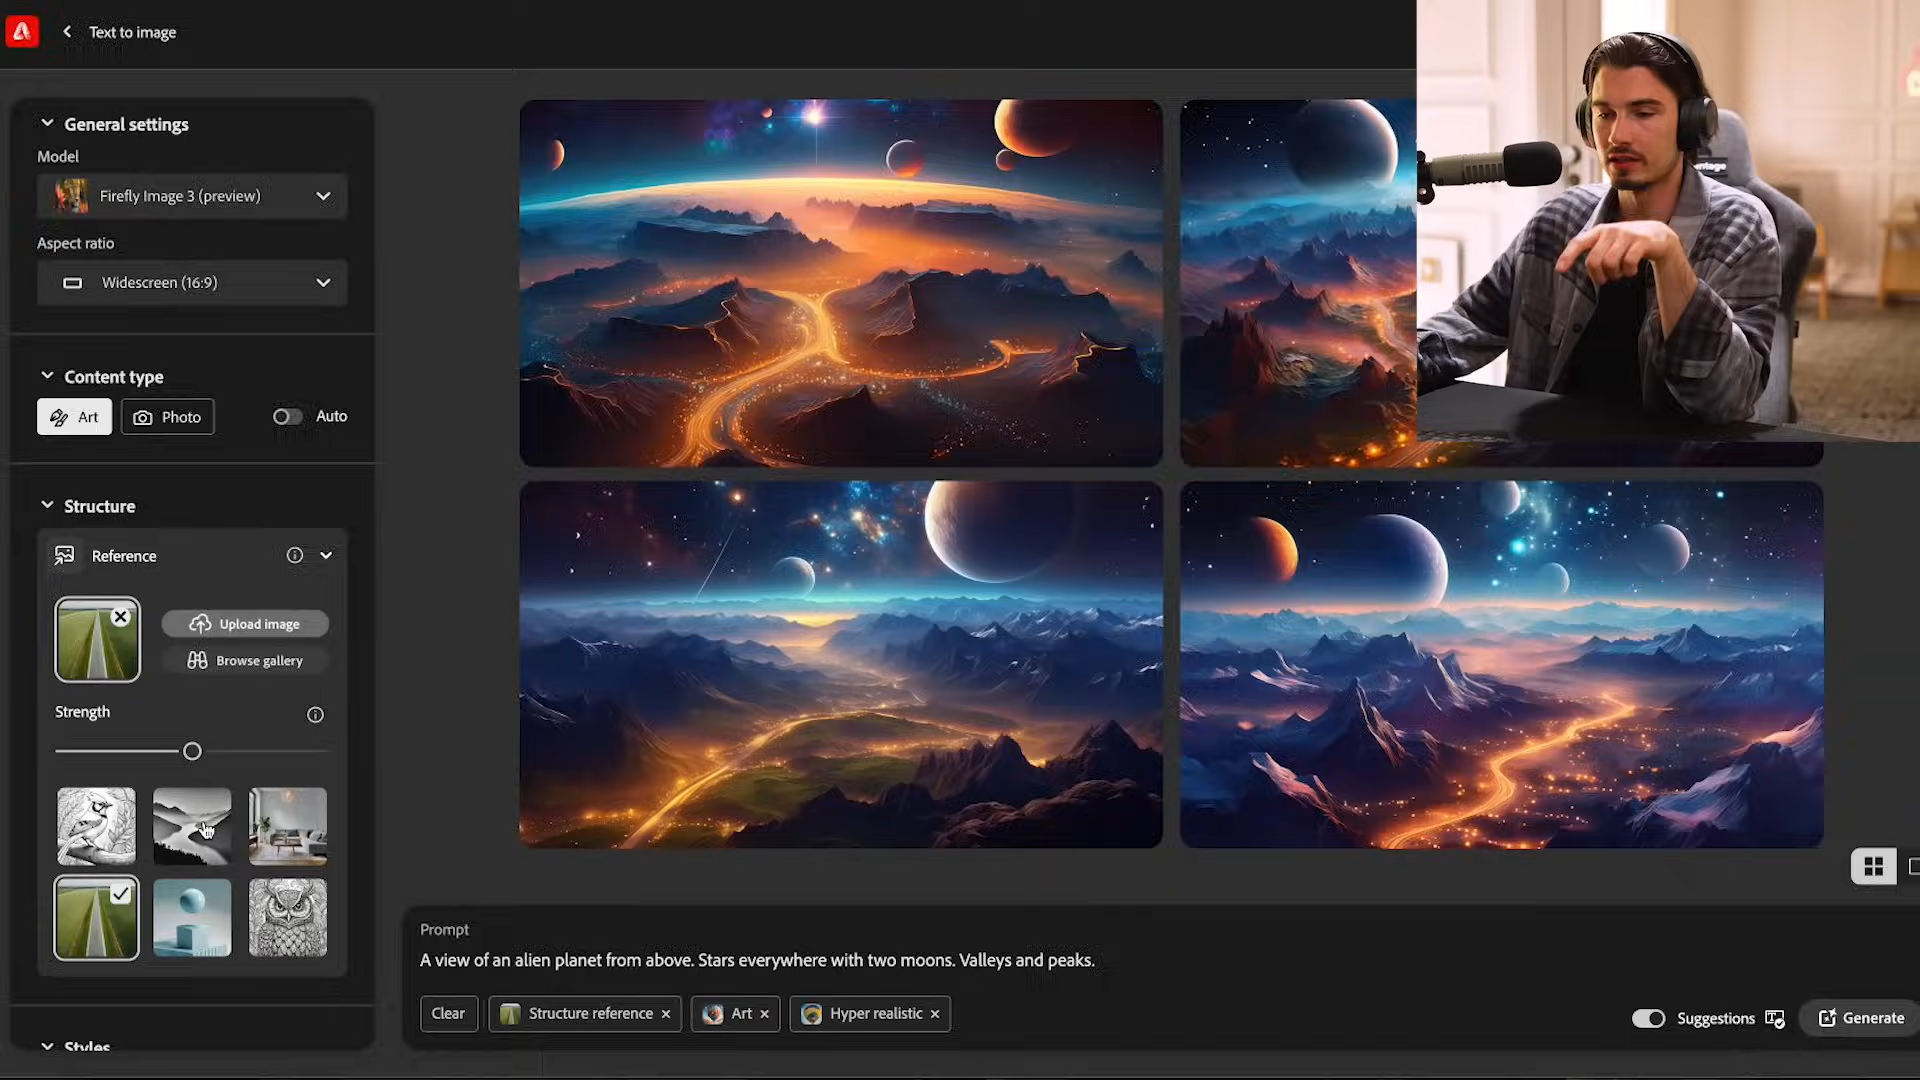 Text to image
General settings
Model
Firefly Image 3 (preview)
Aspect ratio
Widescreen (16:9)
Content type
Art
Photo
Auto
Structure
Reference
Upload image
Browse gallery
Strength
Styles
Prompt
A view of an alien planet from above. Stars everywhere with two moons. Valleys and peaks.
Clear
Structure reference
Art
Hyper realistic
Suggestions
Generate